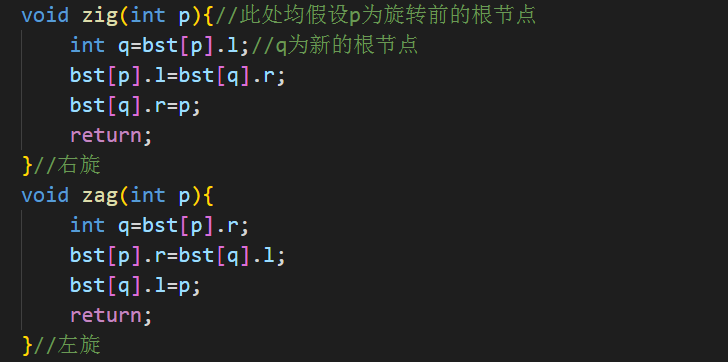 void zig(int p){//此处均假设p为旋转前的根节点
    int q=bst[p].l;//q为新的根节点
    bst[p].l=bst[q].r;
    bst[q].r=p;
    return;
}//右旋
void zag(int p){
    int q=bst[p].r;
    bst[p].r=bst[q].l;
    bst[q].l=p;
    return;
}//左旋